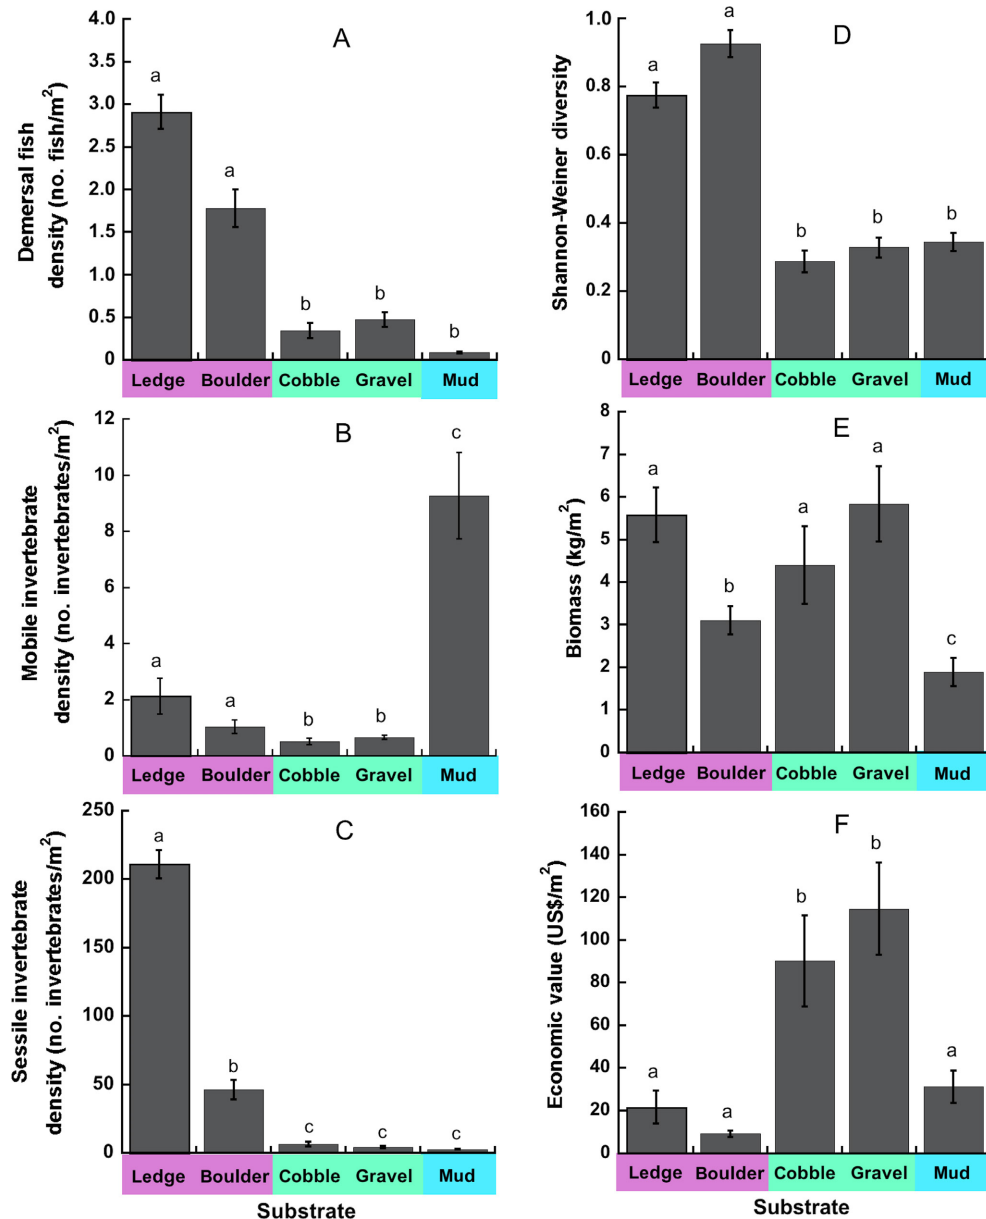 A
Demersal fish
density (no. fish/m²)
4.0
3.5
3.0
2.5
2.0
1.5
1.0
0.5
0
a
a
b
b
b
Ledge Boulder Cobble Gravel Mud
B
Mobile invertebrate
density (no. invertebrates/m²)
12
10
8
6
4
2
0
a
a
b
b
c
Ledge Boulder Cobble Gravel Mud
C
Sessile invertebrate
density (no. invertebrates/m²)
250
200
150
100
50
0
a
b
c
c
c
Ledge Boulder Cobble Gravel Mud
Substrate
D
Shannon-Weiner diversity
1.0
0.8
0.6
0.4
0.2
0
a
a
b
b
b
Ledge Boulder Cobble Gravel Mud
E
Biomass (kg/m²)
8
7
6
5
4
3
2
1
0
a
b
a
a
c
Ledge Boulder Cobble Gravel Mud
F
Economic value (US$/m²)
160
140
120
100
80
60
40
20
0
a
a
b
b
a
Ledge Boulder Cobble Gravel Mud
Substrate